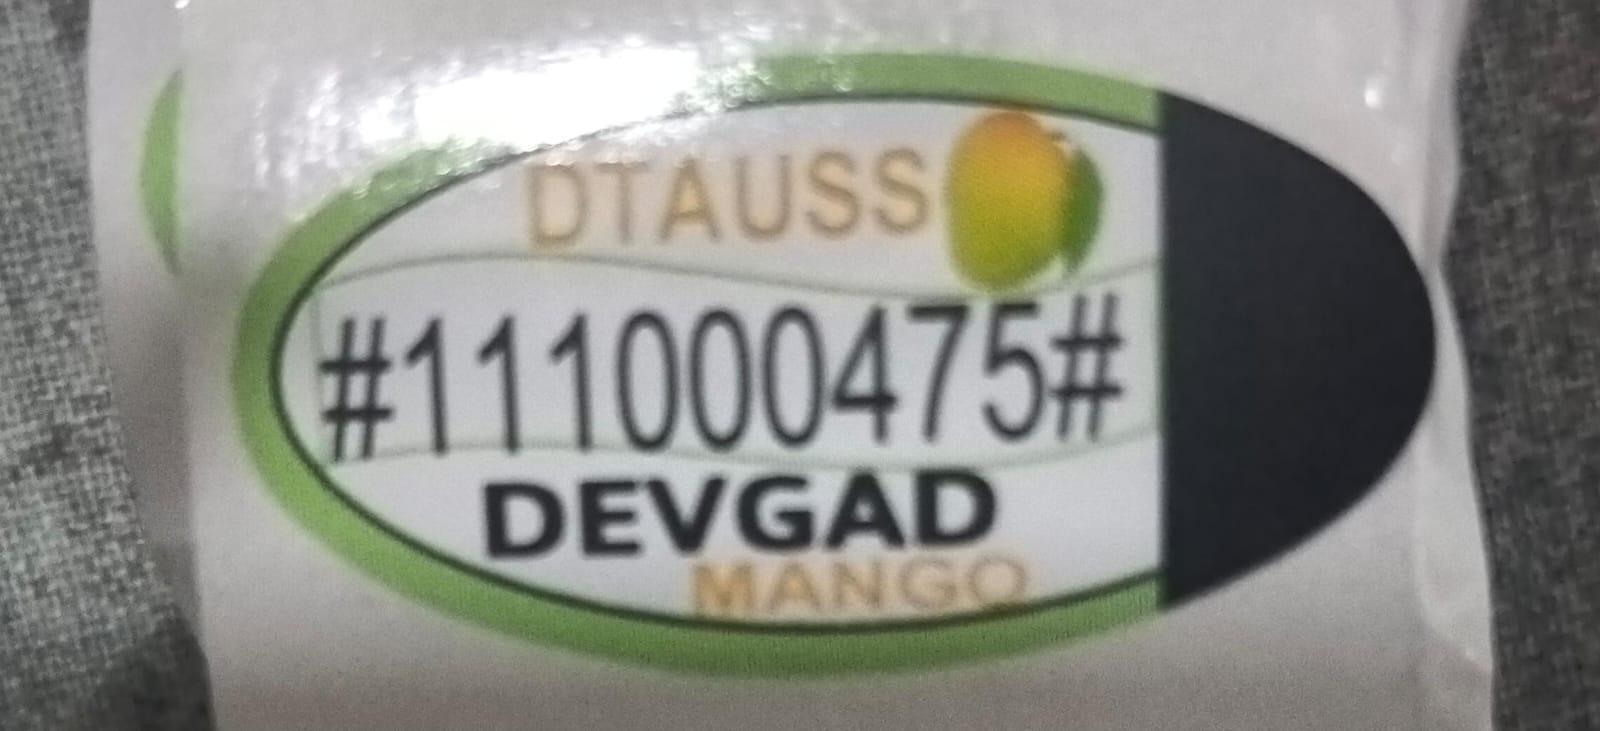 DTAUSS
#111000475#
DEVGAD
MANGO